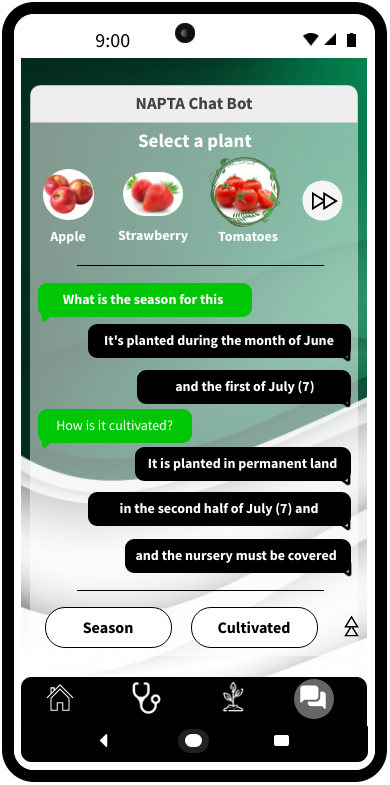 9:00
NAPTA Chat Bot
Select a plant
Apple
Strawberry
Tomatoes
What is the season for this
It's planted during the month of June
and the first of July (7)
How is it cultivated?
It is planted in permanent land
in the second half of July (7) and
and the nursery must be covered
Season
Cultivated